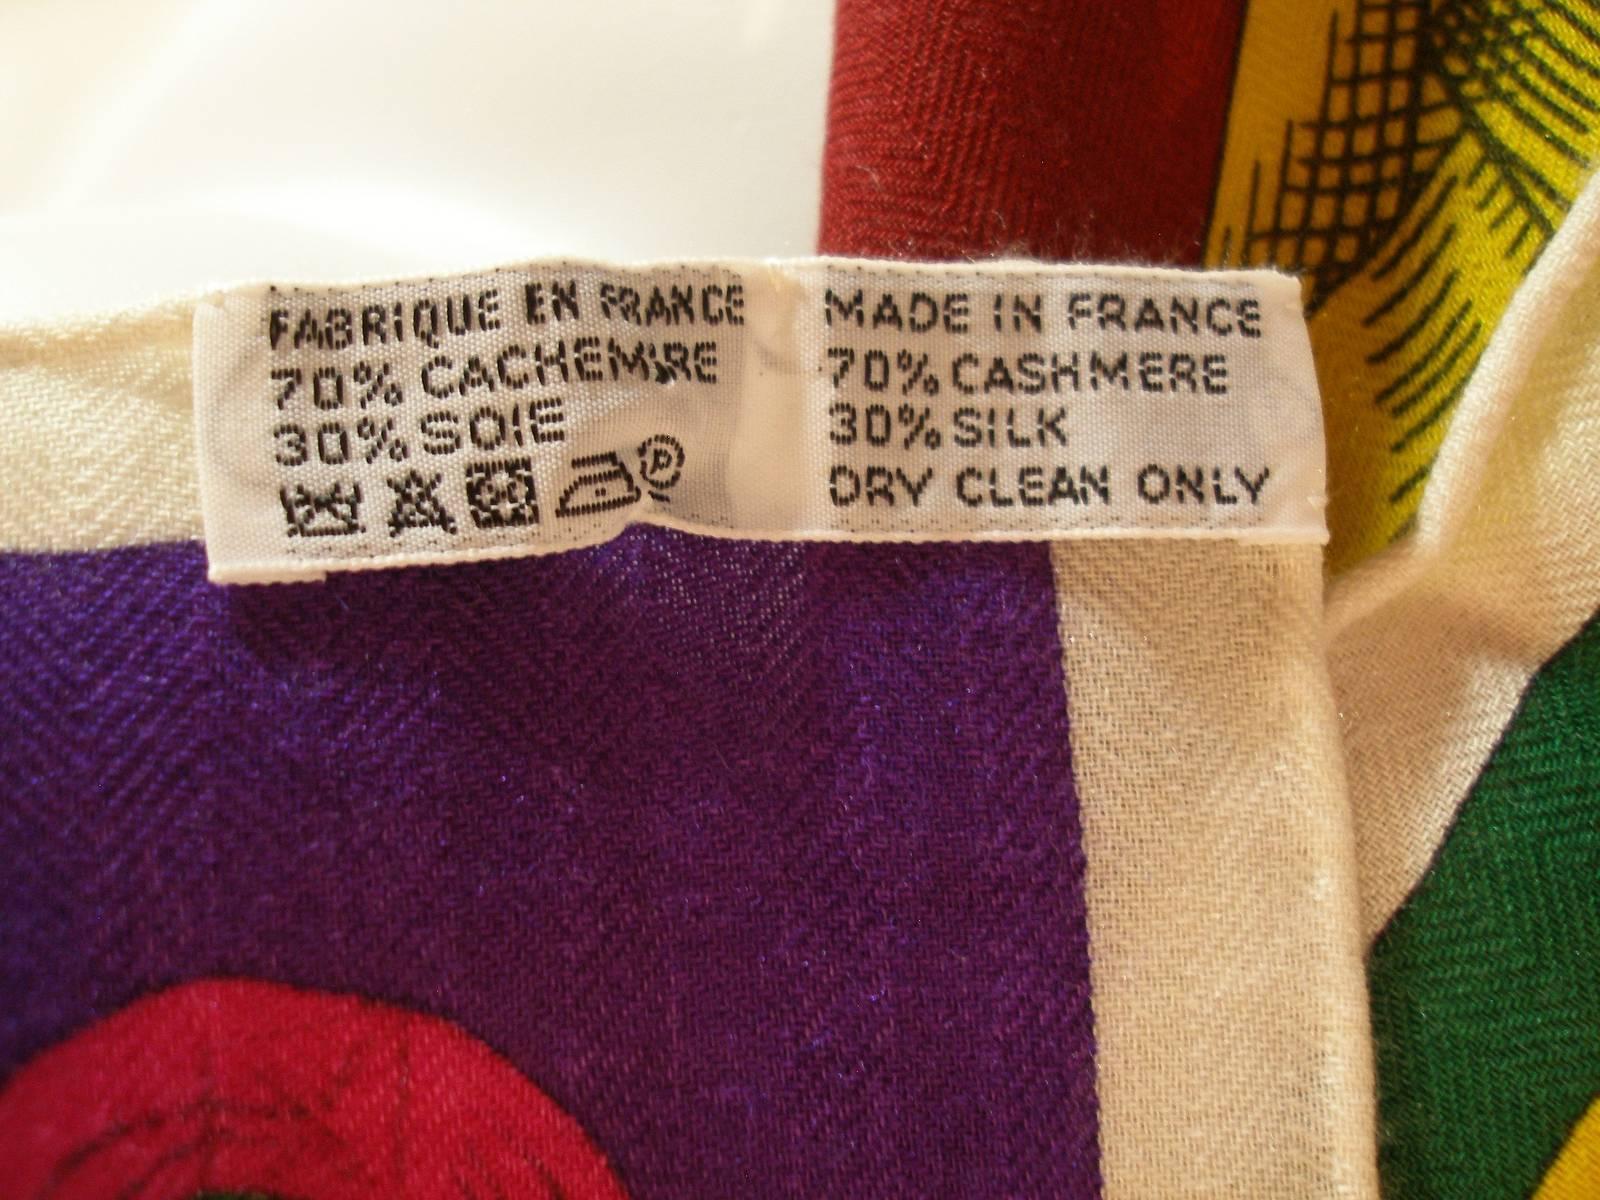 FABRIQUE EN FRANCE
70% CACHEMIRE
30% SOIE
P
MADE IN FRANCE
70% CASHMERE
30% SILK
DRY CLEAN ONLY